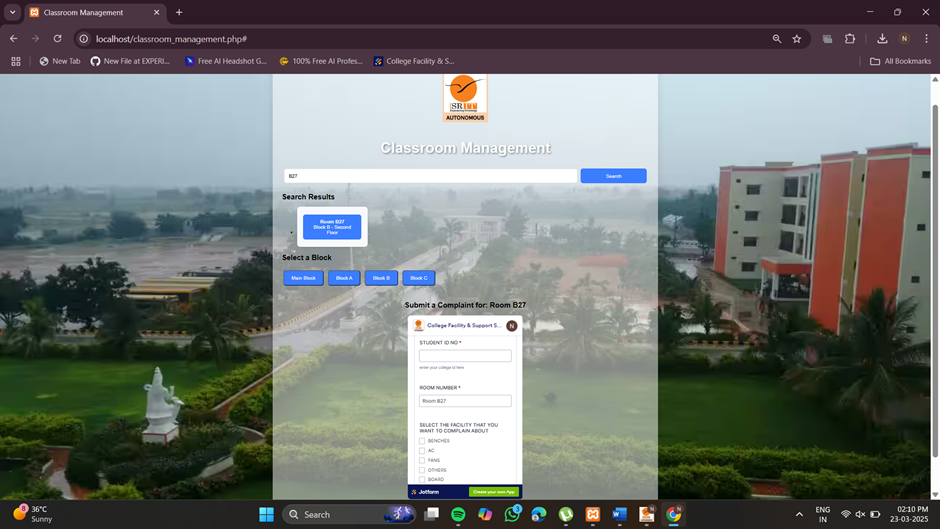 Classroom Management
localhost/classroom_management.php#
N
New Tab
New File at EXPERI...
Free AI Headshot G...
100% Free AI Profes...
College Facility & S...
All Bookmarks
SRIT
AUTONOMOUS
Classroom Management
B27
Search
Search Results
Room B27
Block B - Second
Floor
Select a Block
Main Block
Block A
Block B
Block C
Submit a Complaint for: Room B27
College Facility & Support S...
N
STUDENT ID NO *
enter your college id here
ROOM NUMBER *
Room B27
SELECT THE FACILITY THAT YOU
WANT TO COMPLAIN ABOUT
BENCHES
AC
FANS
OTHERS
BOARD
Jotform
Create your own App
8
36°C
Sunny
Search
ENG
IN
02:10 PM
23-03-2025